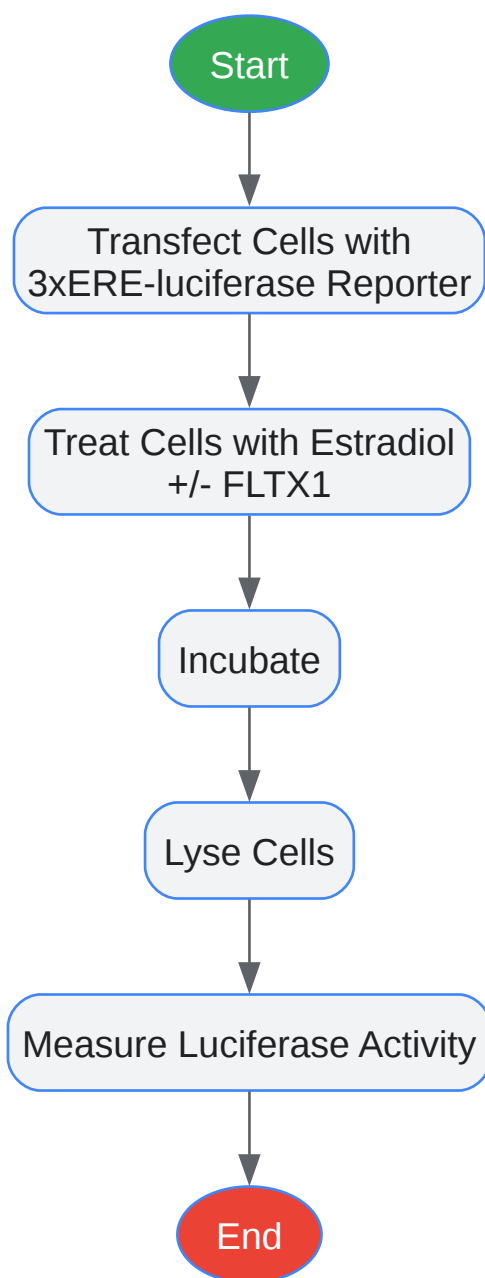 Start
Transfect Cells with
3xERE-luciferase Reporter
Treat Cells with Estradiol
+/- FLTX1
Incubate
Lyse Cells
Measure Luciferase Activity
End